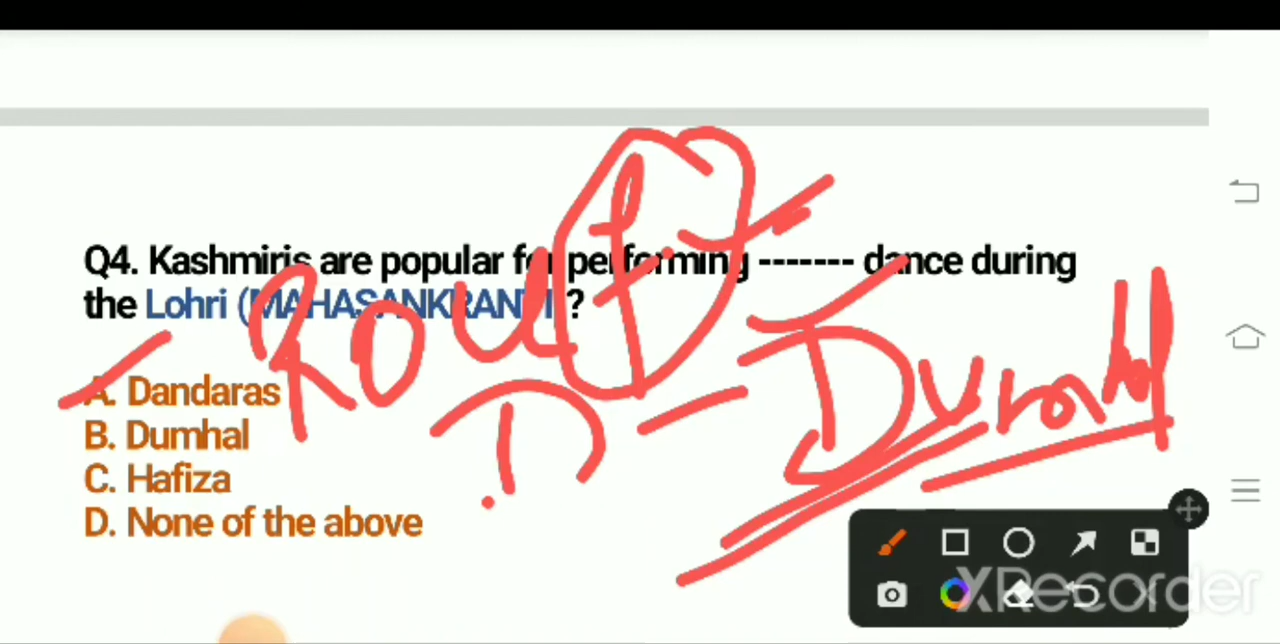 Q4. Kashmiris are popular for performing ------- dance during
the Lohri (MAHASANKRANTI ?
A. Dandaras
B. Dumhal
C. Hafiza
D. None of the above
Rouf
D
XRecorder